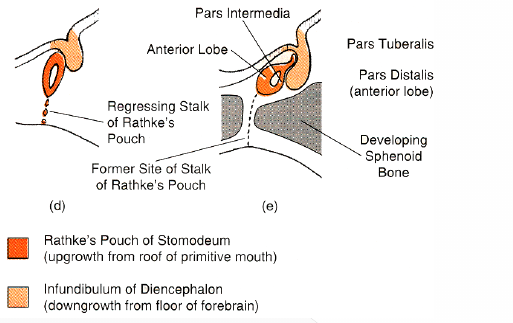 Pars Intermedia
Anterior Lobe
Pars Tuberalis
Pars Distalis
(anterior lobe)
Regressing Stalk
of Rathke's
Pouch
Developing
Sphenoid
Bone
Former Site of Stalk
of Rathke's Pouch
(d)
(e)
Rathke's Pouch of Stomodeum
(upgrowth from roof of primitive mouth)
Infundibulum of Diencephalon
(downgrowth from floor of forebrain)